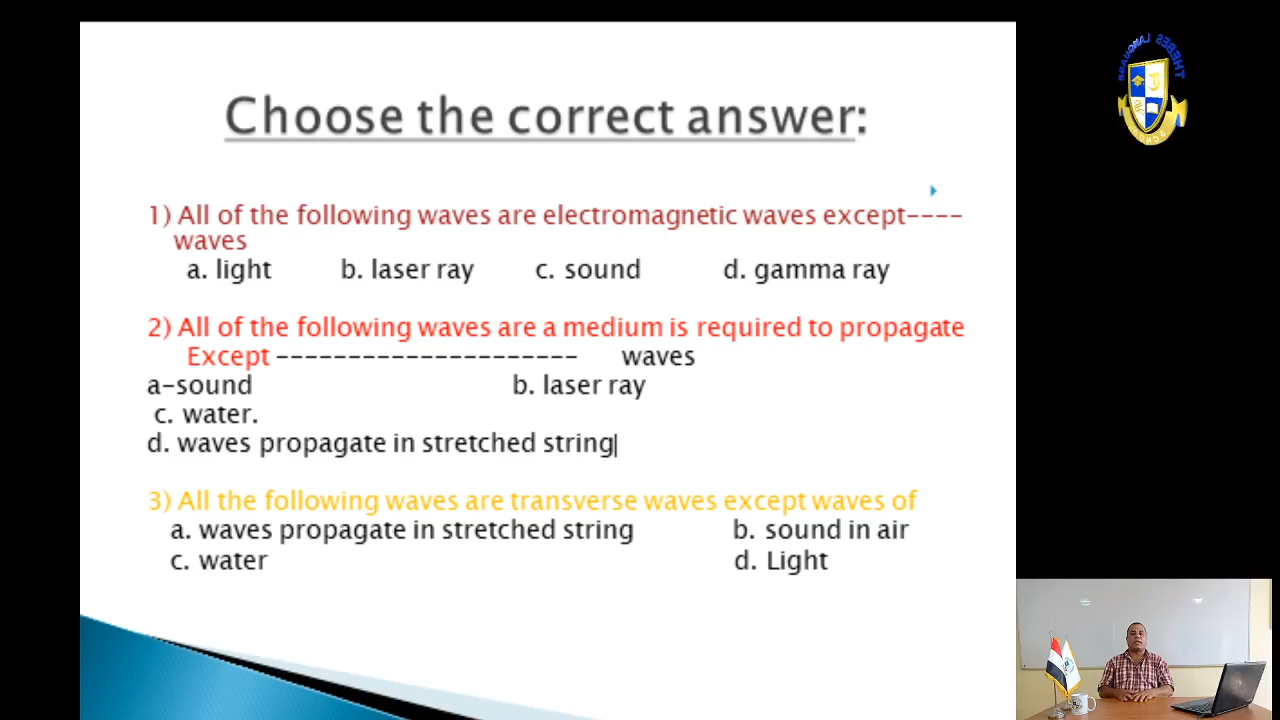 Choose the correct answer:
THEBES LANGUAGE
SCHOOL
1) All of the following waves are electromagnetic waves except----
waves
a. light b. laser ray c. sound d. gamma ray
2) All of the following waves are a medium is required to propagate
Except --------------------- waves
a-sound b. laser ray
c. water.
d. waves propagate in stretched string
3) All the following waves are transverse waves except waves of
a. waves propagate in stretched string b. sound in air
c. water d. Light